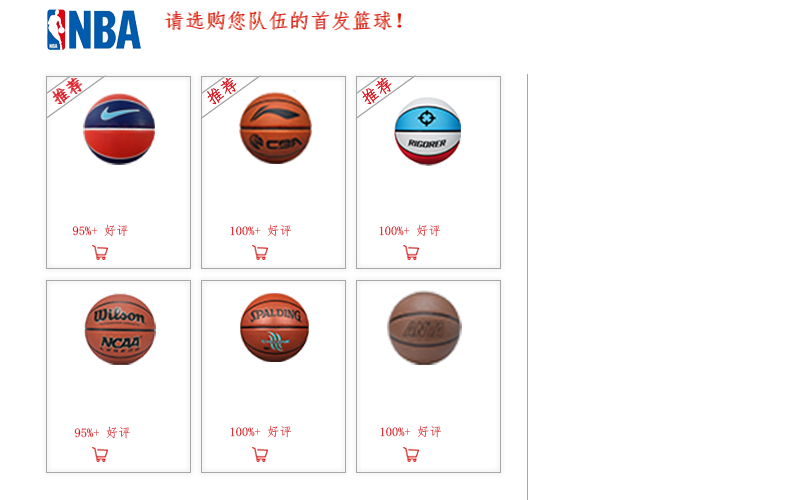 NBA 请选购您队伍的首发篮球!
推荐 推荐 推荐
CBA
RIGORER
95%+ 好评 100%+ 好评 100%+ 好评
Wilson SPALDING
NCAA
95%+ 好评 100%+ 好评 100%+ 好评